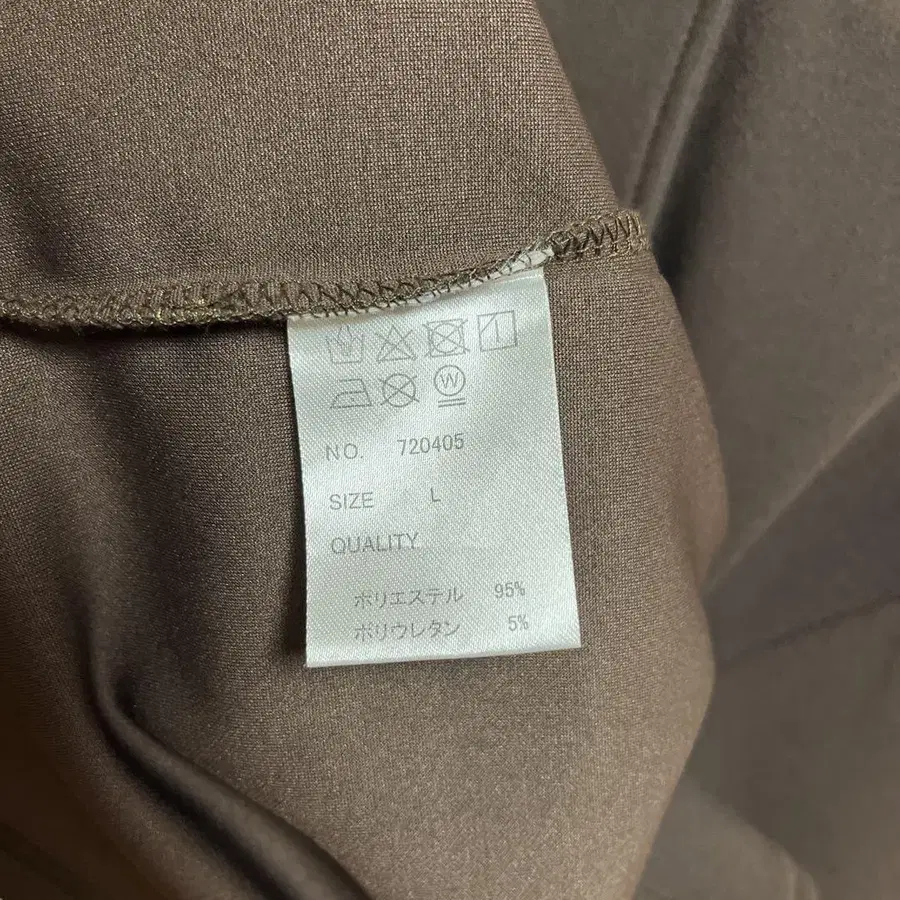 W
NO. 720405
SIZE L
QUALITY
ポリエステル 95%
ポリウレタン 5%